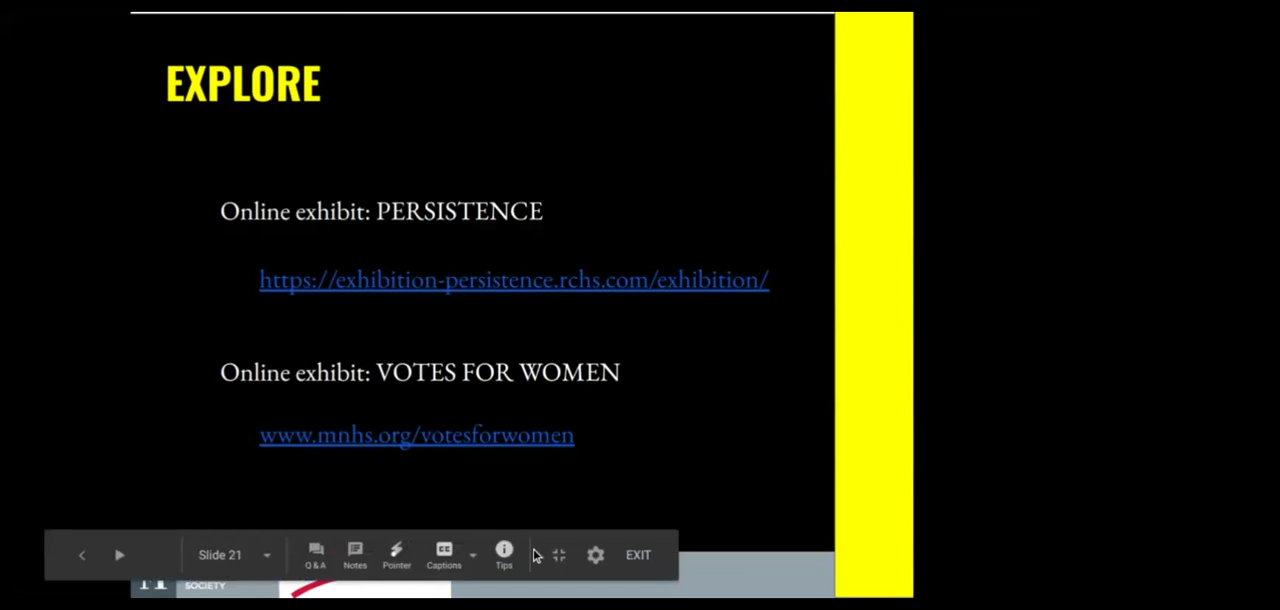 EXPLORE
Online exhibit: PERSISTENCE
https://exhibition-persistence.rchs.com/exhibition/
Online exhibit: VOTES FOR WOMEN
www.mnhs.org/votesforwomen
Slide 21
Q & A
Notes
Pointer
CC
Captions
Tips
EXIT
SOCIETY